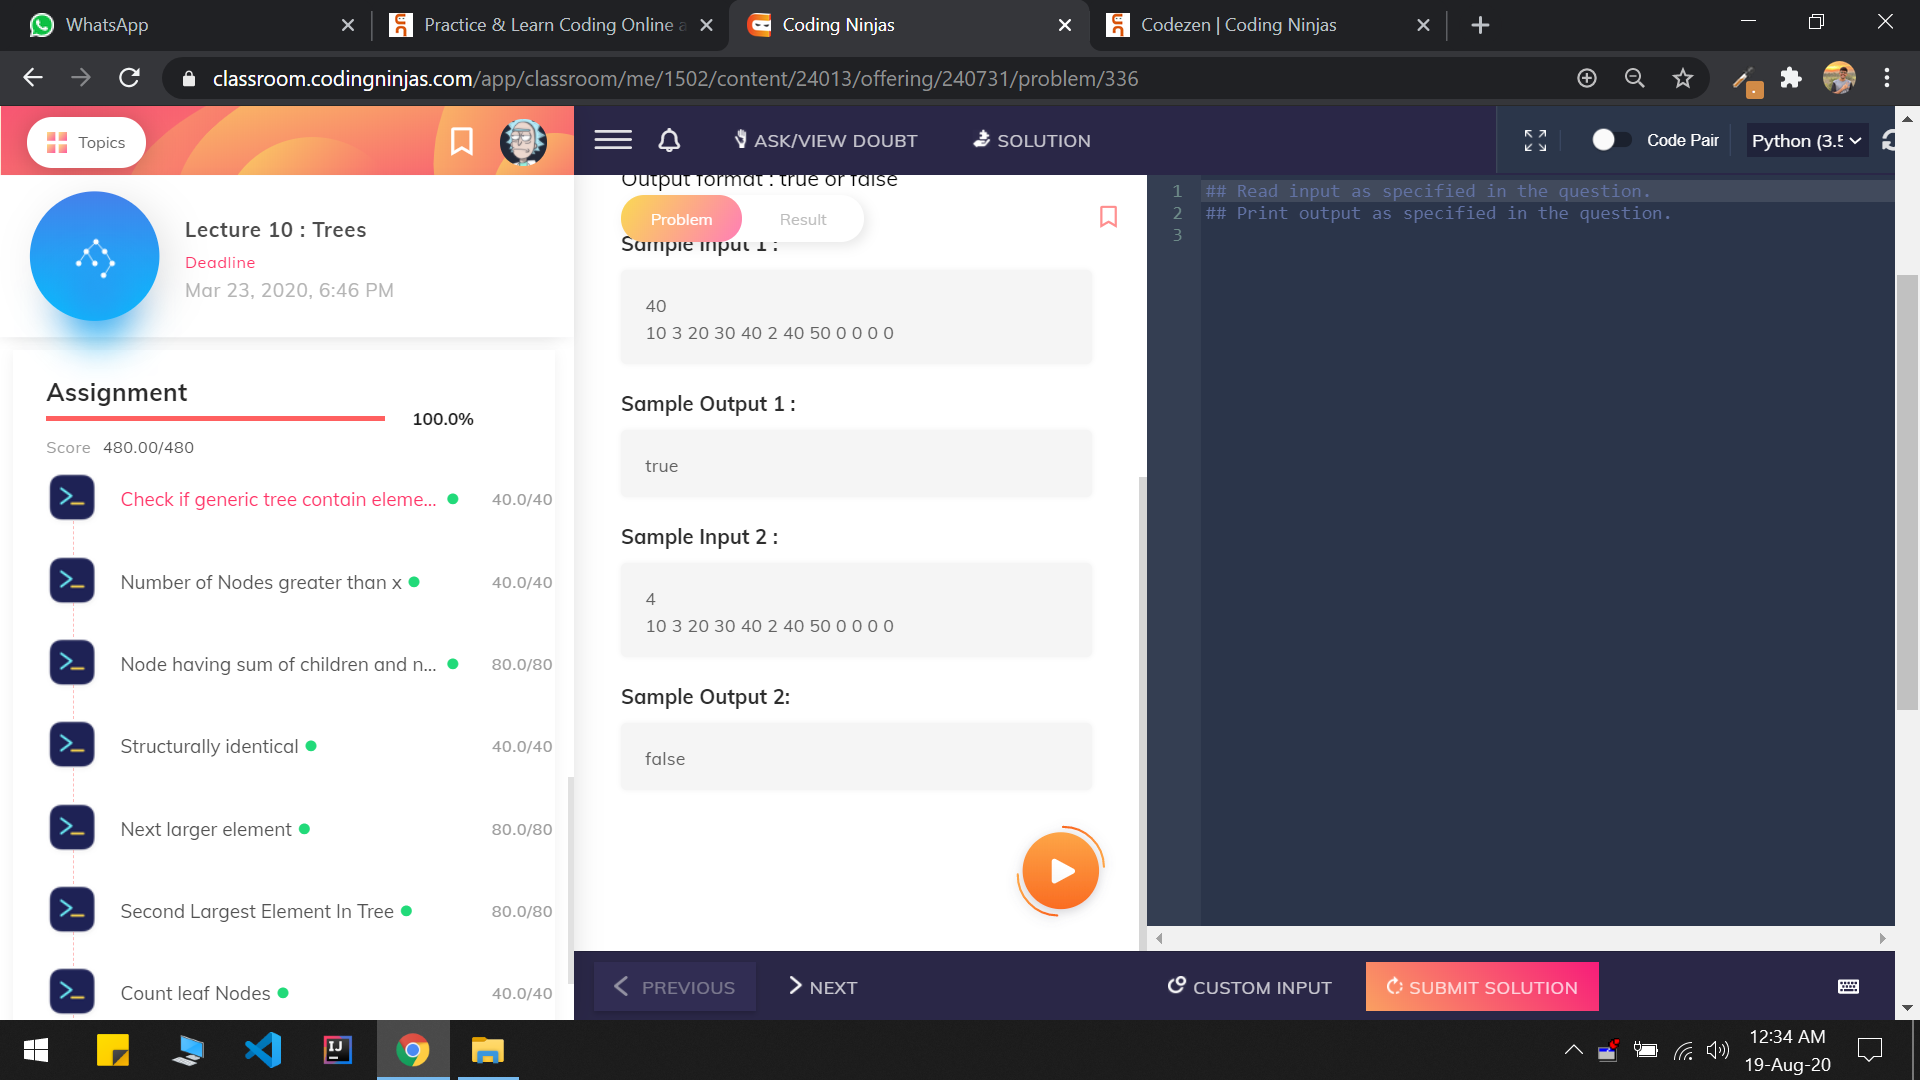 WhatsApp
Practice & Learn Coding Online a
Coding Ninjas
Codezen | Coding Ninjas
classroom.codingninjas.com/app/classroom/me/1502/content/24013/offering/240731/problem/336
Topics
ASK/VIEW DOUBT
SOLUTION
Code Pair
Python (3.5
Lecture 10 : Trees
Deadline
Mar 23, 2020, 6:46 PM
Assignment
100.0%
Score 480.00/480
Check if generic tree contain eleme... 40.0/40
Number of Nodes greater than x 40.0/40
Node having sum of children and n... 80.0/80
Structurally identical 40.0/40
Next larger element 80.0/80
Second Largest Element In Tree 80.0/80
Count leaf Nodes 40.0/40
Output format : true or false
Problem
Result
Sample Input 1 :
40
10 3 20 30 40 2 40 50 0 0 0 0
Sample Output 1 :
true
Sample Input 2 :
4
10 3 20 30 40 2 40 50 0 0 0 0
Sample Output 2:
false
1 ## Read input as specified in the question.
2 ## Print output as specified in the question.
3
PREVIOUS
NEXT
CUSTOM INPUT
SUBMIT SOLUTION
IJ
12:34 AM
19-Aug-20